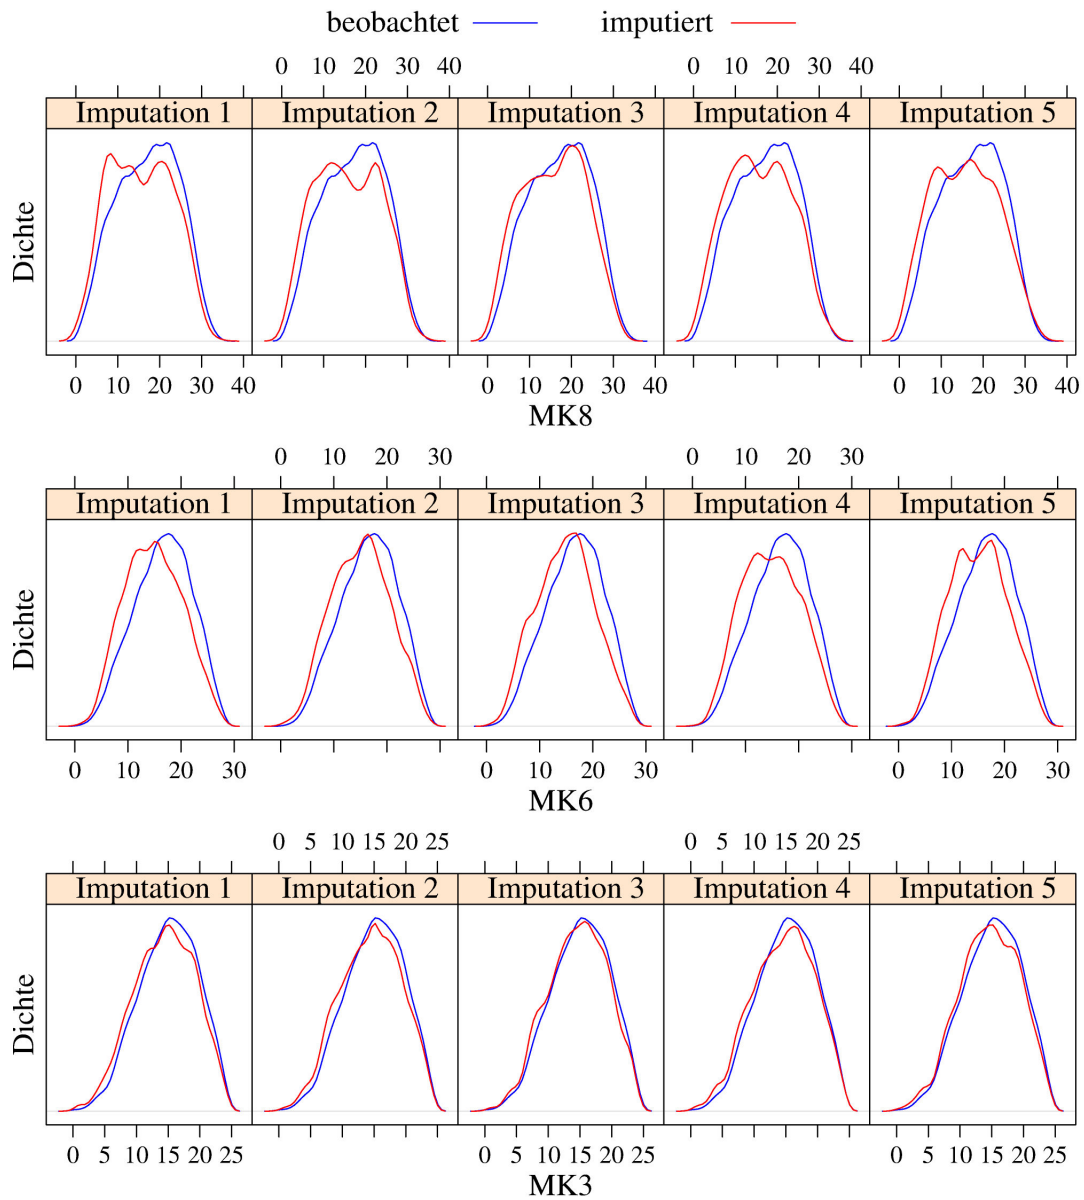 beobachtet imputiert
0 10 20 30 40 0 10 20 30 40
Imputation 1 Imputation 2 Imputation 3 Imputation 4 Imputation 5
Dichte
0 10 20 30 40 0 10 20 30 40 0 10 20 30 40
MK8
0 10 20 30 0 10 20 30
Imputation 1 Imputation 2 Imputation 3 Imputation 4 Imputation 5
Dichte
0 10 20 30 0 10 20 30 0 10 20 30
MK6
0 5 10 15 20 25 0 5 10 15 20 25
Imputation 1 Imputation 2 Imputation 3 Imputation 4 Imputation 5
Dichte
0 5 10 15 20 25 0 5 10 15 20 25 0 5 10 15 20 25
MK3